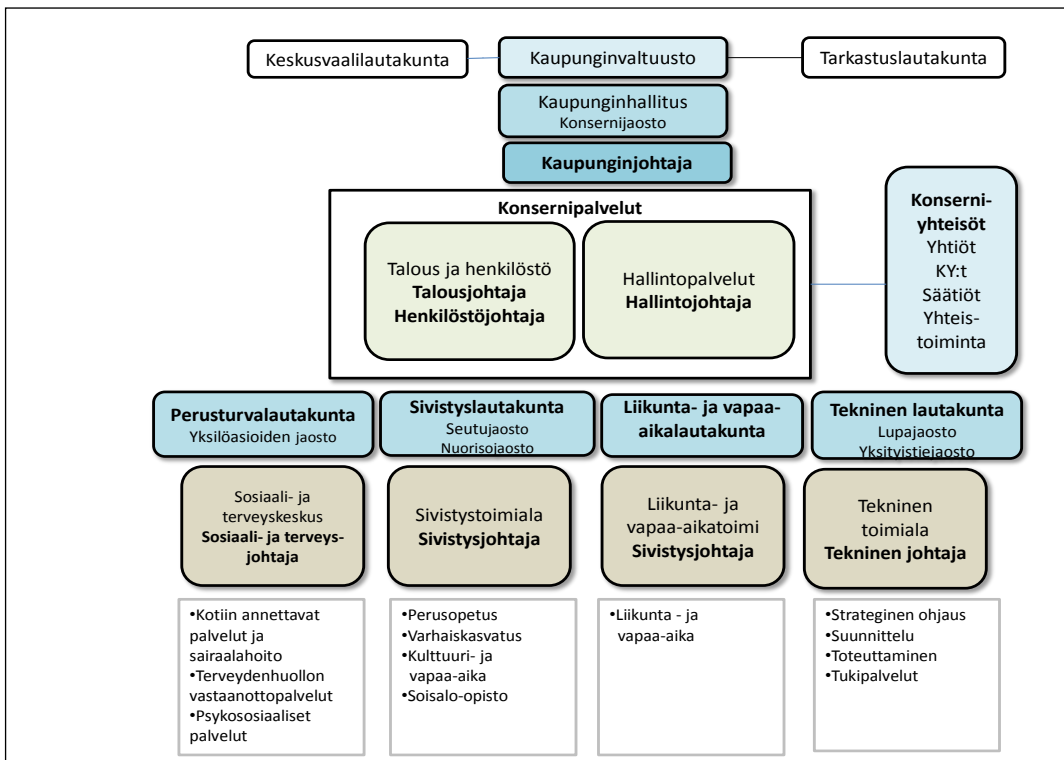 Keskusvaalilautakunta
Kaupunginvaltuusto
Tarkastuslautakunta
Kaupunginhallitus
Konsernijaosto
Kaupunginjohtaja
Konsernipalvelut
Talous ja henkilöstö
Talousjohtaja
Henkilöstöjohtaja
Hallintopalvelut
Hallintojohtaja
Konserni-
yhteisöt
Yhtiöt
KY:t
Säätiöt
Yhteis-
toiminta
Perusturvalautakunta
Yksilöasioiden jaosto
Sivistyslautakunta
Seutujaosto
Nuorisojaosto
Liikunta- ja vapaa-
aikalautakunta
Tekninen lautakunta
Lupajaosto
Yksityistiejaosto
Sosiaali- ja
terveyskeskus
Sosiaali- ja terveys-
johtaja
Sivistystoimiala
Sivistysjohtaja
Liikunta- ja
vapaa-aikatoimi
Sivistysjohtaja
Tekninen
toimiala
Tekninen johtaja
•Kotiin annettavat
palvelut ja
sairaalahoito
•Terveydenhuollon
vastaanottopalvelut
•Psykososiaaliset
palvelut
•Perusopetus
•Varhaiskasvatus
•Kulttuuri- ja
vapaa-aika
•Soisalo-opisto
•Liikunta - ja
vapaa-aika
•Strateginen ohjaus
•Suunnittelu
•Toteuttaminen
•Tukipalvelut